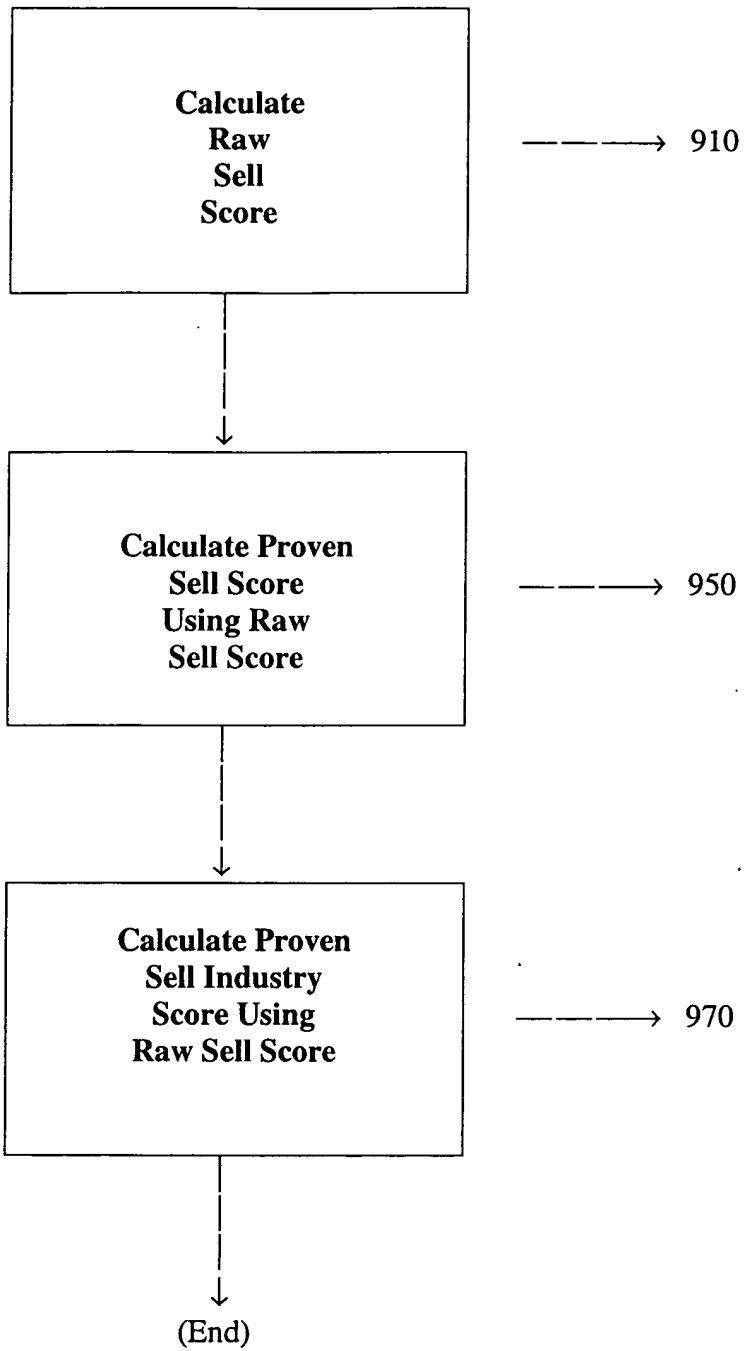 Calculate
Raw
Sell
Score
910
Calculate Proven
Sell Score
Using Raw
Sell Score
950
Calculate Proven
Sell Industry
Score Using
Raw Sell Score
970
(End)